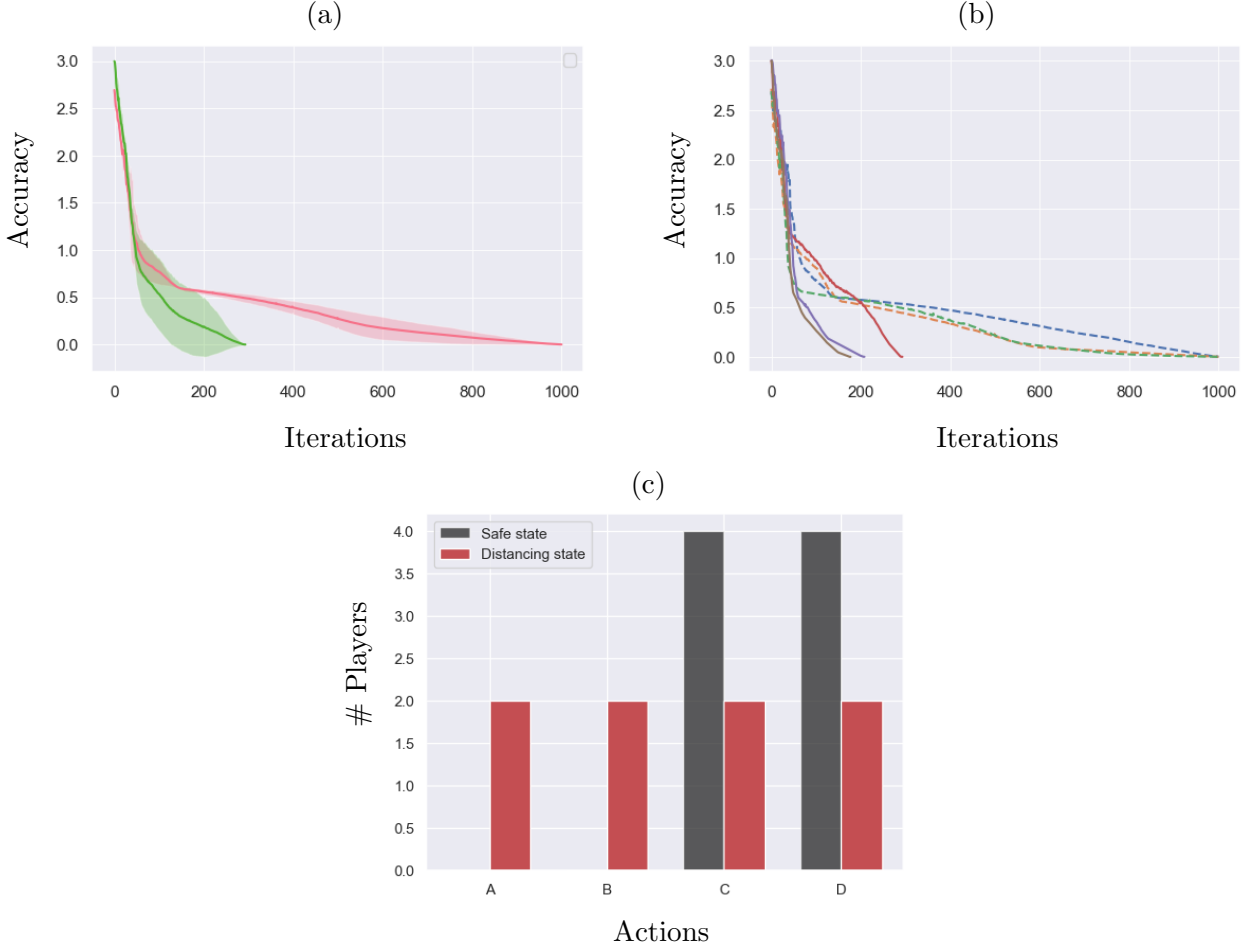 (a)
3.0
2.5
2.0
1.5
1.0
0.5
0.0
Accuracy
0 200 400 600 800 1000
Iterations
(b)
3.0
2.5
2.0
1.5
1.0
0.5
0.0
Accuracy
0 200 400 600 800 1000
Iterations
(c)
Safe state
Distancing state
4.0
3.5
3.0
2.5
2.0
1.5
1.0
0.5
0.0
# Players
A B C D
Actions